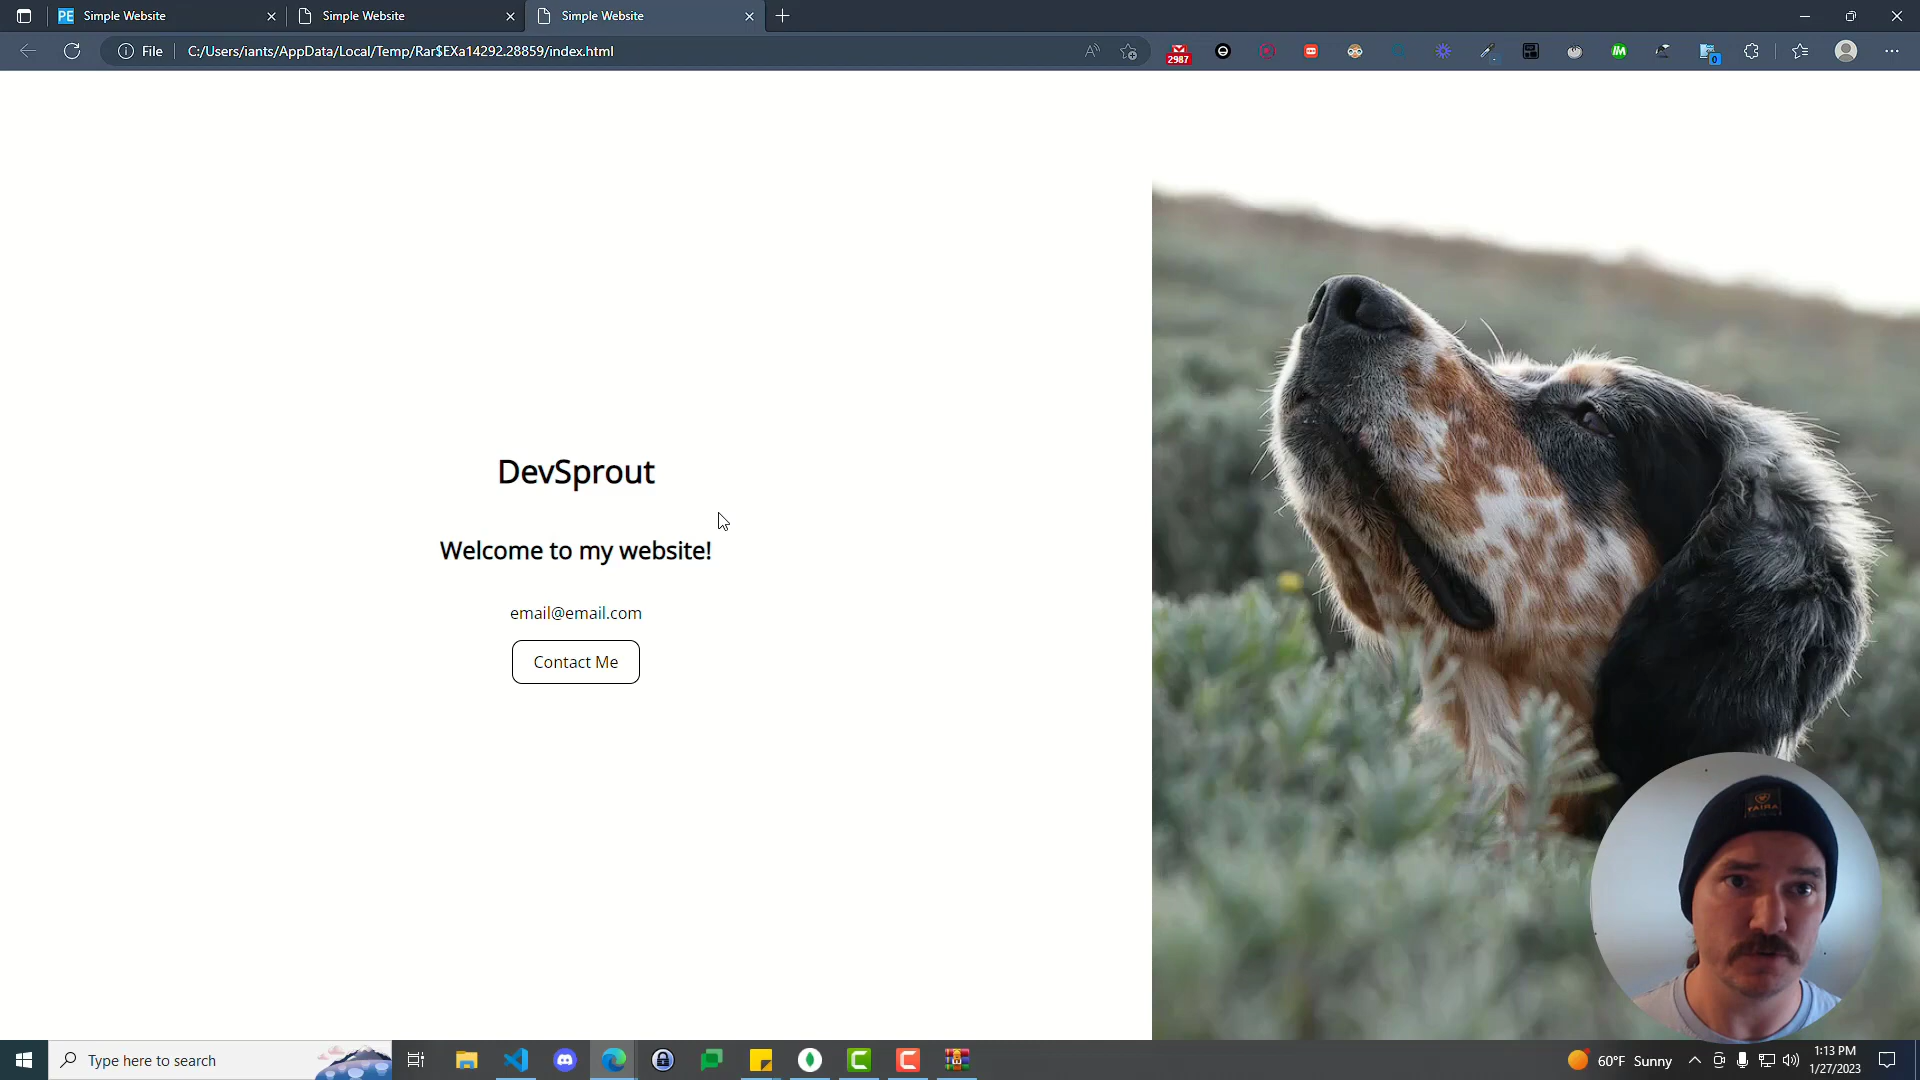 Simple Website
Simple Website
Simple Website
File
C:/Users/iants/AppData/Local/Temp/Rar$EXa14292.28859/index.html
2987
0
DevSprout
Welcome to my website!
email@email.com
Contact Me
Type here to search
60°F Sunny
1:13 PM
1/27/2023